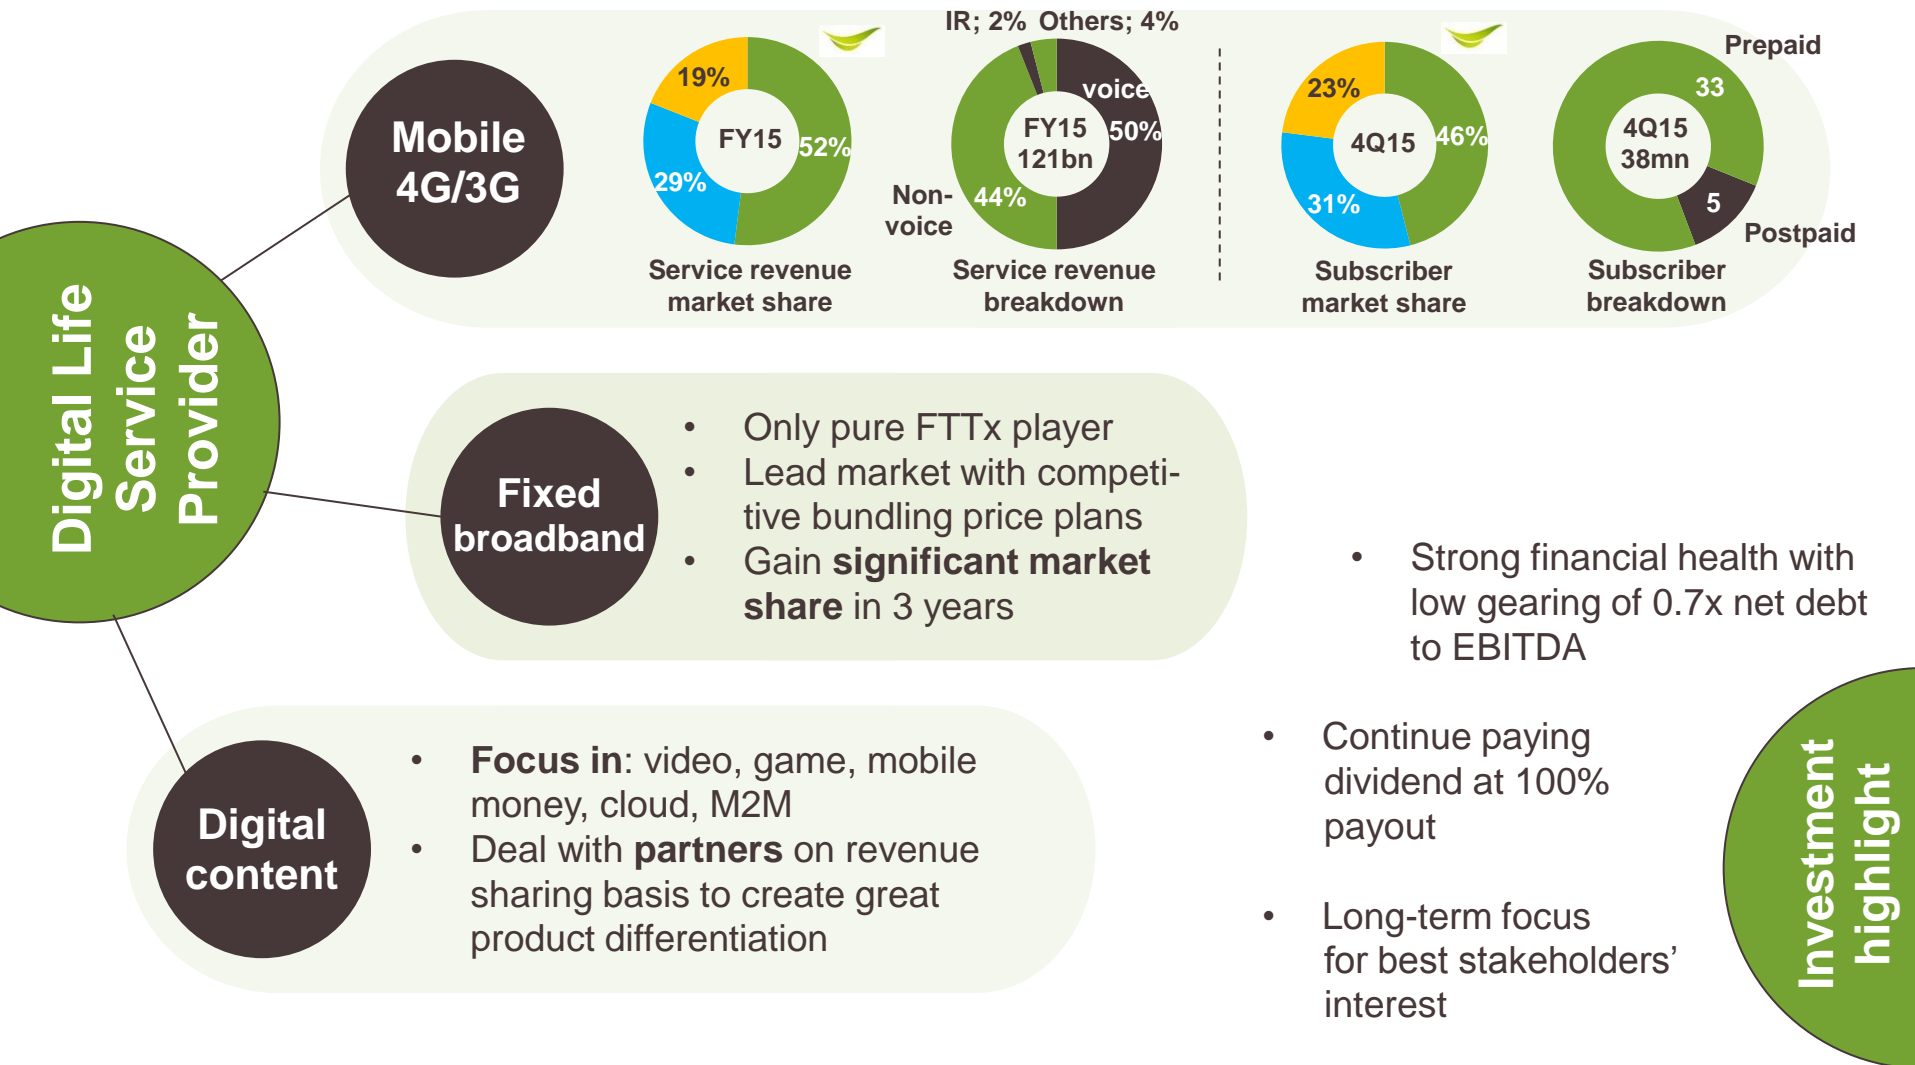 Digital Life
Service
Provider
Mobile
4G/3G
19%
29%
52%
FY15
Service revenue
market share
IR; 2% Others; 4%
voice
50%
FY15
121bn
Non-
voice
44%
Service revenue
breakdown
23%
31%
46%
4Q15
Subscriber
market share
Prepaid
33
4Q15
38mn
5
Postpaid
Subscriber
breakdown
Fixed
broadband
• Only pure FTTx player
• Lead market with competi-
tive bundling price plans
• Gain significant market
share in 3 years
Digital
content
• Focus in: video, game, mobile
money, cloud, M2M
• Deal with partners on revenue
sharing basis to create great
product differentiation
• Strong financial health with
low gearing of 0.7x net debt
to EBITDA
• Continue paying
dividend at 100%
payout
• Long-term focus
for best stakeholders’
interest
Investment
highlight